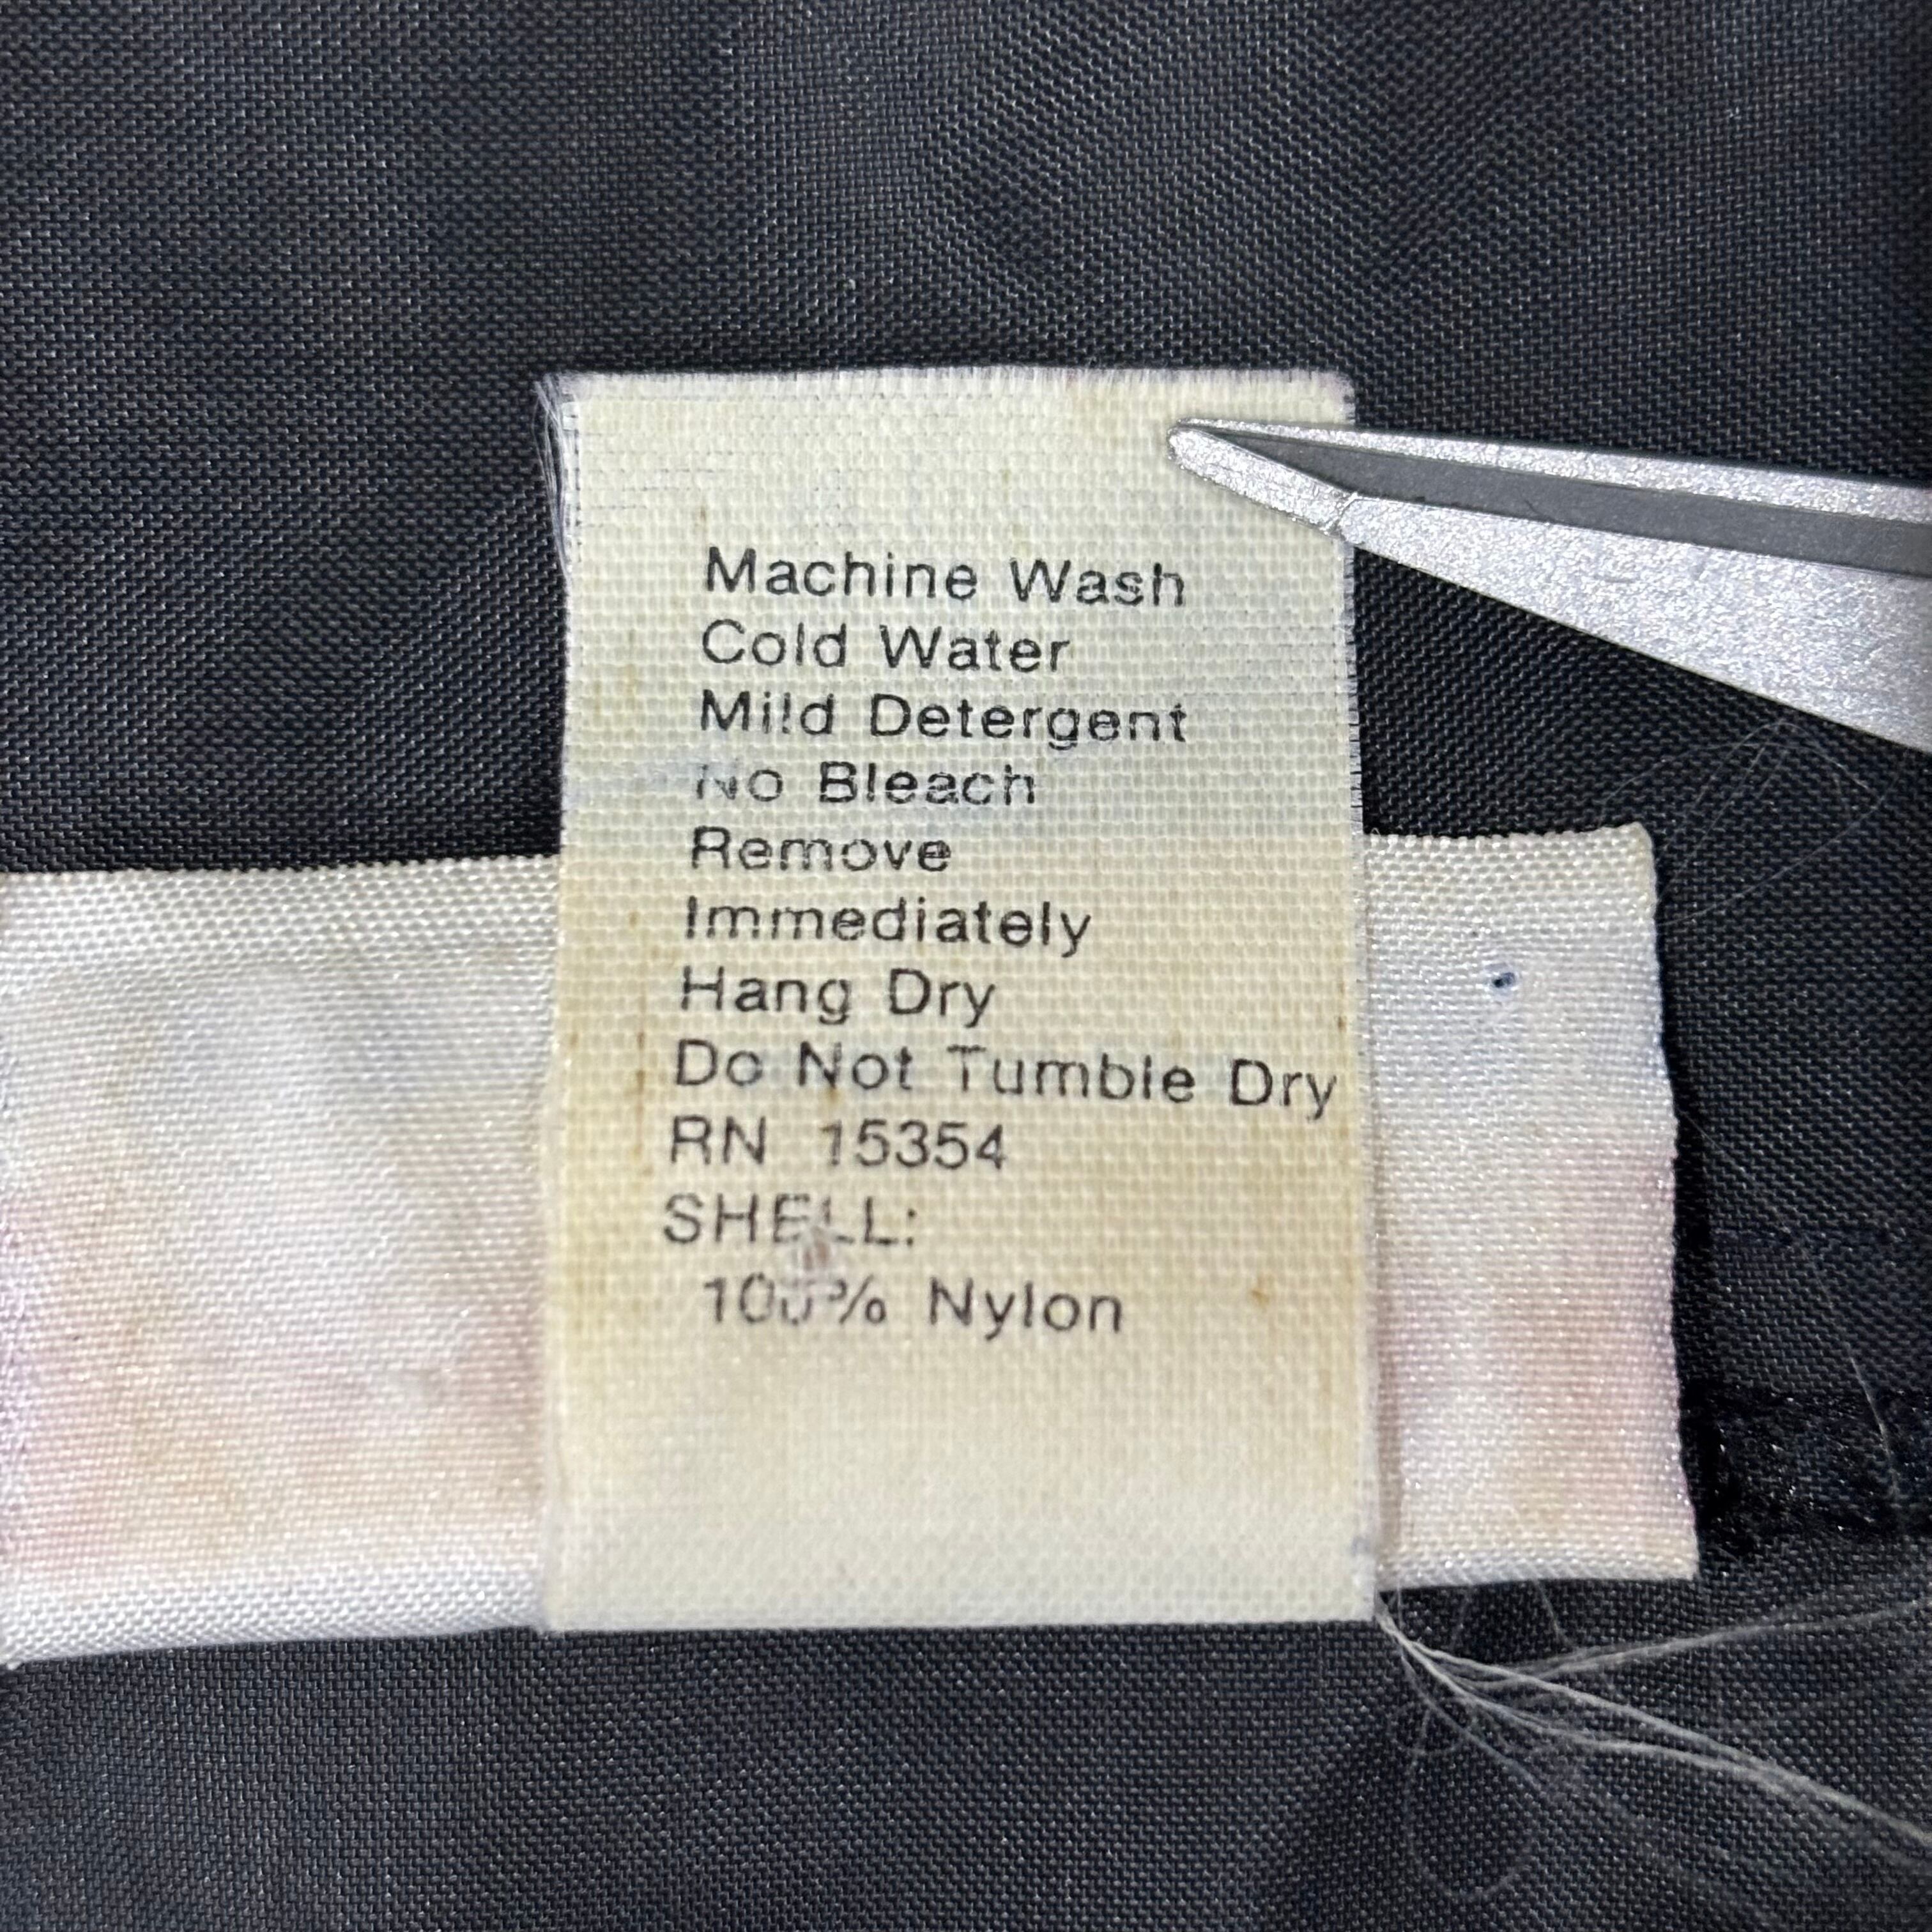 Machine Wash
Cold Water
Mild Detergent
No Bleach
Remove
Immediately
Hang Dry
Do Not Tumble Dry
RN 15354
SHELL:
100% Nylon